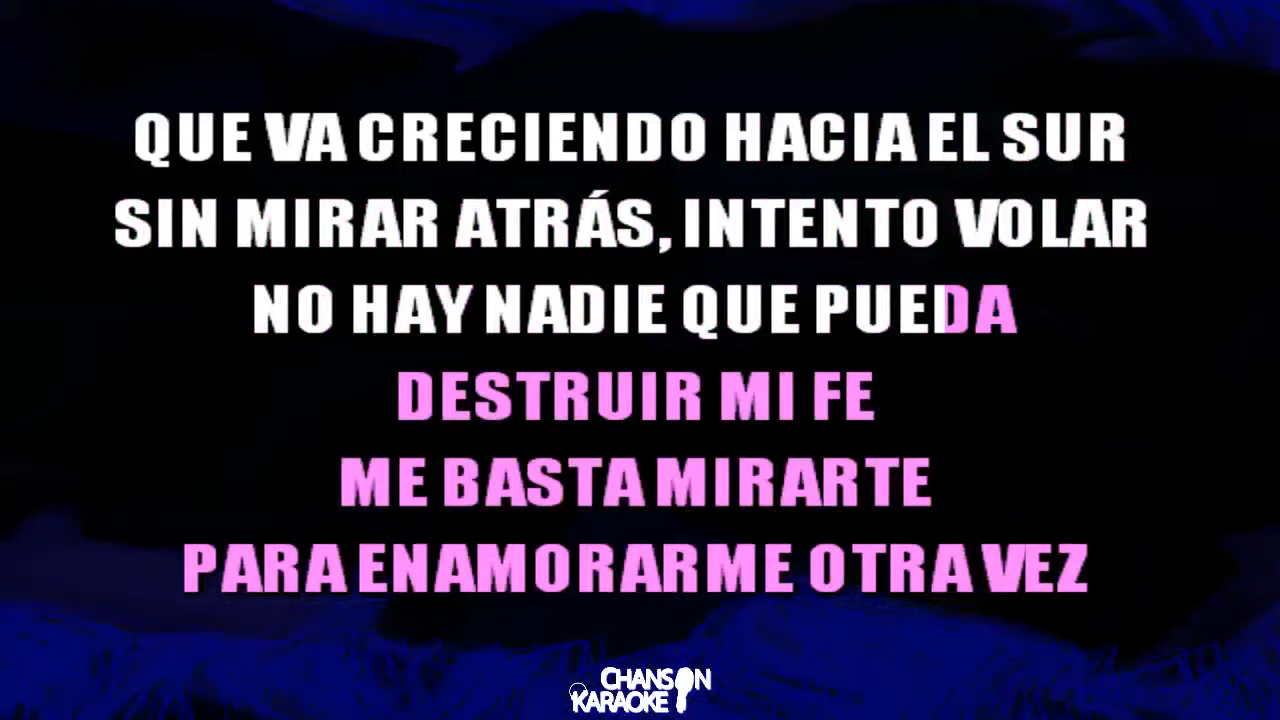 QUE VA CRECIENDO HACIA EL SUR
SIN MIRAR ATRÁS, INTENTO VOLAR
NO HAY NADIE QUE PUEDA
DESTRUIR MI FE
ME BASTA MIRARTE
PARA ENAMORARME OTRA VEZ
CHANSON
KARAOKE